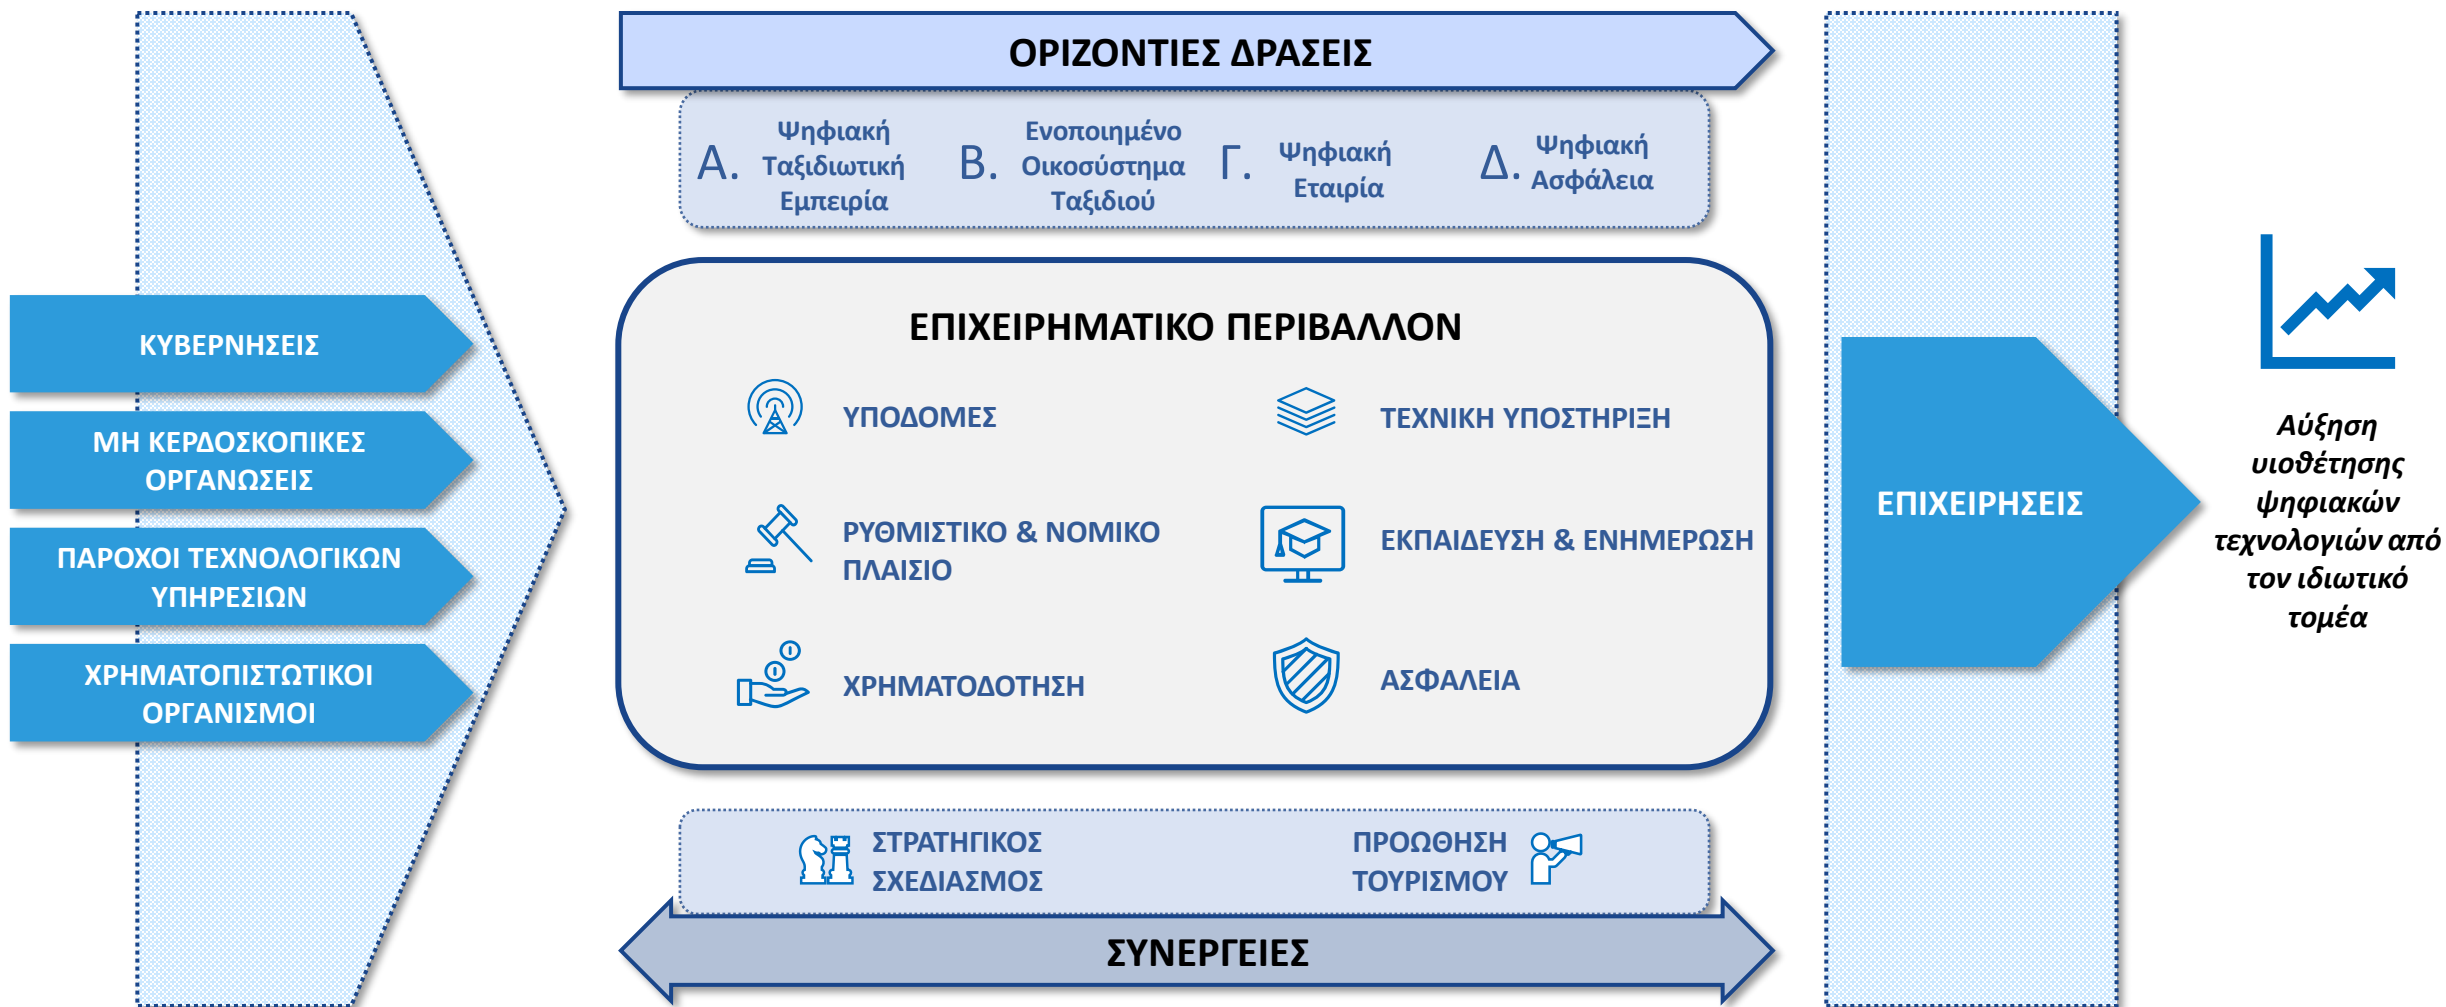 ΟΡΙΖΟΝΤΙΕΣ ΔΡΑΣΕΙΣ
Α.
Ψηφιακή
Ταξιδιωτική
Εμπειρία
Β.
Ενοποιημένο
Οικοσύστημα
Ταξιδιού
Γ.
Ψηφιακή
Εταιρία
Δ.
Ψηφιακή
Ασφάλεια
ΚΥΒΕΡΝΗΣΕΙΣ
ΜΗ ΚΕΡΔΟΣΚΟΠΙΚΕΣ
ΟΡΓΑΝΩΣΕΙΣ
ΠΑΡΟΧΟΙ ΤΕΧΝΟΛΟΓΙΚΩΝ
ΥΠΗΡΕΣΙΩΝ
ΧΡΗΜΑΤΟΠΙΣΤΩΤΙΚΟΙ
ΟΡΓΑΝΙΣΜΟΙ
ΕΠΙΧΕΙΡΗΜΑΤΙΚΟ ΠΕΡΙΒΑΛΛΟΝ
ΥΠΟΔΟΜΕΣ
ΤΕΧΝΙΚΗ ΥΠΟΣΤΗΡΙΞΗ
ΡΥΘΜΙΣΤΙΚΟ & ΝΟΜΙΚΟ
ΠΛΑΙΣΙΟ
ΕΚΠΑΙΔΕΥΣΗ & ΕΝΗΜΕΡΩΣΗ
ΧΡΗΜΑΤΟΔΟΤΗΣΗ
ΑΣΦΑΛΕΙΑ
ΣΤΡΑΤΗΓΙΚΟΣ
ΣΧΕΔΙΑΣΜΟΣ
ΠΡΟΩΘΗΣΗ
ΤΟΥΡΙΣΜΟΥ
ΣΥΝΕΡΓΕΙΕΣ
ΕΠΙΧΕΙΡΗΣΕΙΣ
Αύξηση
υιοθέτησης
ψηφιακών
τεχνολογιών από
τον ιδιωτικό
τομέα